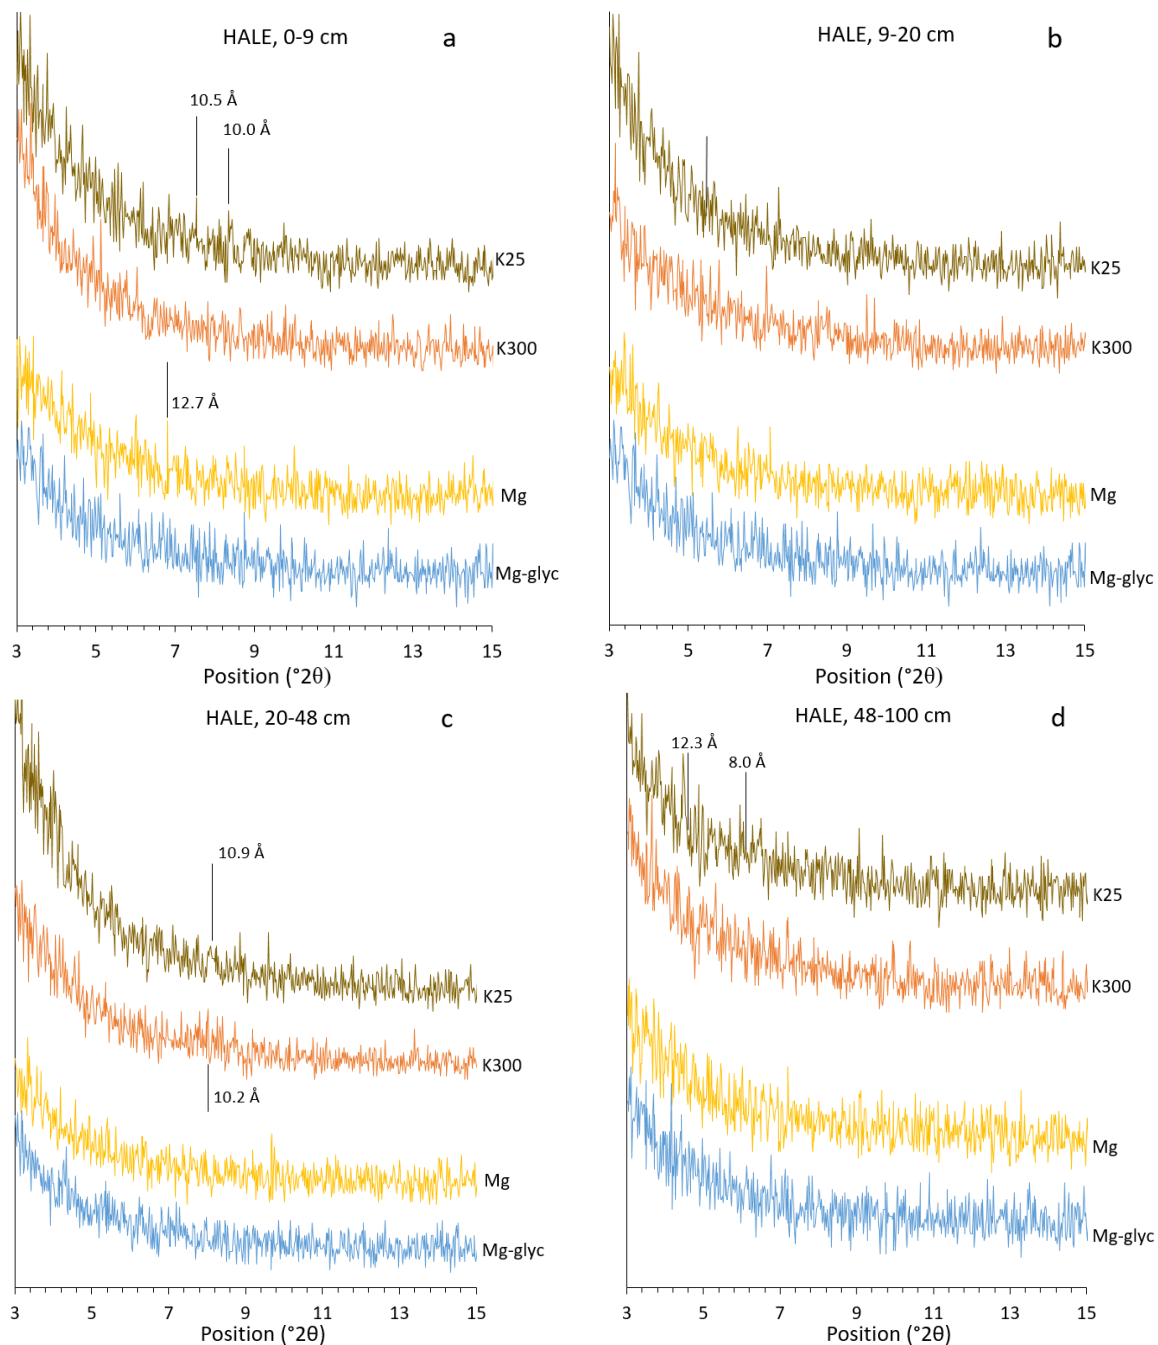 HALE, 0-9 cm
a
10.5 Å
10.0 Å
K25
K300
12.7 Å
Mg
Mg-glyc
3 5 7 9 11 13 15
Position (°2θ)
HALE, 9-20 cm
b
K25
K300
Mg
Mg-glyc
3 5 7 9 11 13 15
Position (°2θ)
HALE, 20-48 cm
c
10.9 Å
K25
K300
10.2 Å
Mg
Mg-glyc
3 5 7 9 11 13 15
Position (°2θ)
HALE, 48-100 cm
d
12.3 Å
8.0 Å
K25
K300
Mg
Mg-glyc
3 5 7 9 11 13 15
Position (°2θ)